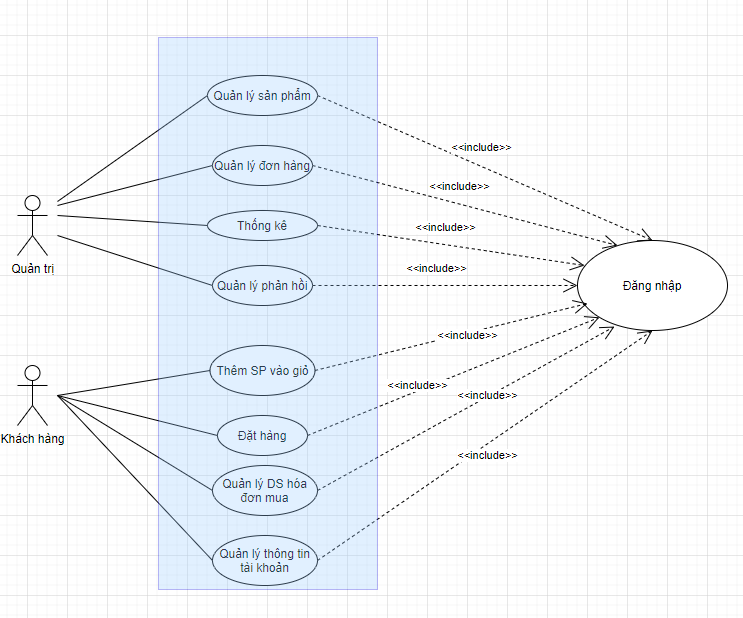 Quản lý sản phẩm
<<include>>
Quản lý đơn hàng
<<include>>
Thống kê
<<include>>
Quản trị
Quản lý phản hồi
<<include>>
Đăng nhập
<<include>>
Thêm SP vào giỏ
<<include>>
<<include>>
Khách hàng
Đặt hàng
<<include>>
Quản lý DS hóa
đơn mua
Quản lý thông tin
tài khoản